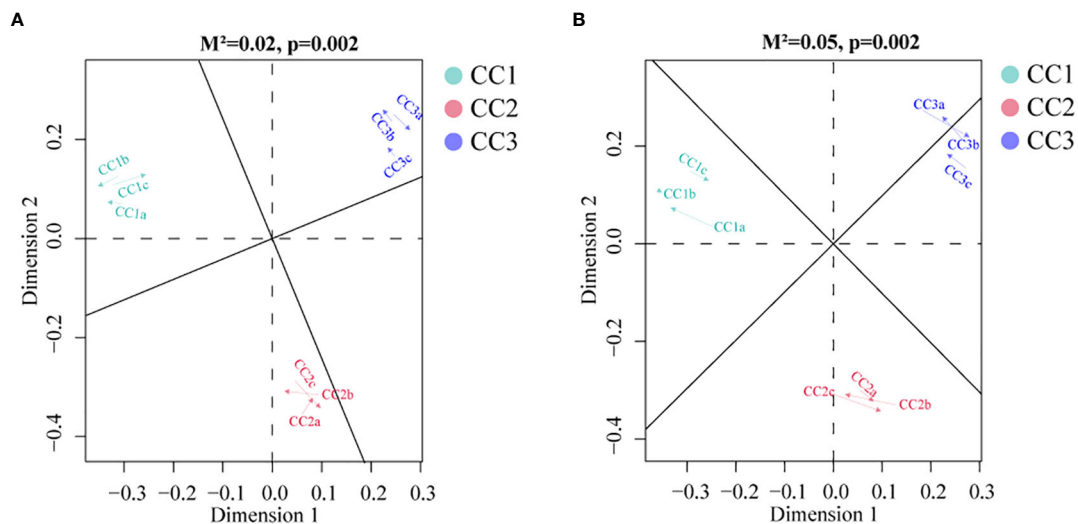 A
M²=0.02, p=0.002
CC1
CC2
CC3
CC3a
CC3b
CC3c
CC1b
CC1c
CC1a
CC2c
CC2b
CC2a
0.2
0.0
−0.2
−0.4
Dimension 2
−0.3
−0.2
−0.1
0.0
0.1
0.2
0.3
Dimension 1
B
M²=0.05, p=0.002
CC1
CC2
CC3
CC3a
CC3b
CC3c
CC1c
CC1b
CC1a
CC2a
CC2c
CC2b
0.2
0.0
−0.2
−0.4
Dimension 2
−0.3
−0.2
−0.1
0.0
0.1
0.2
0.3
Dimension 1